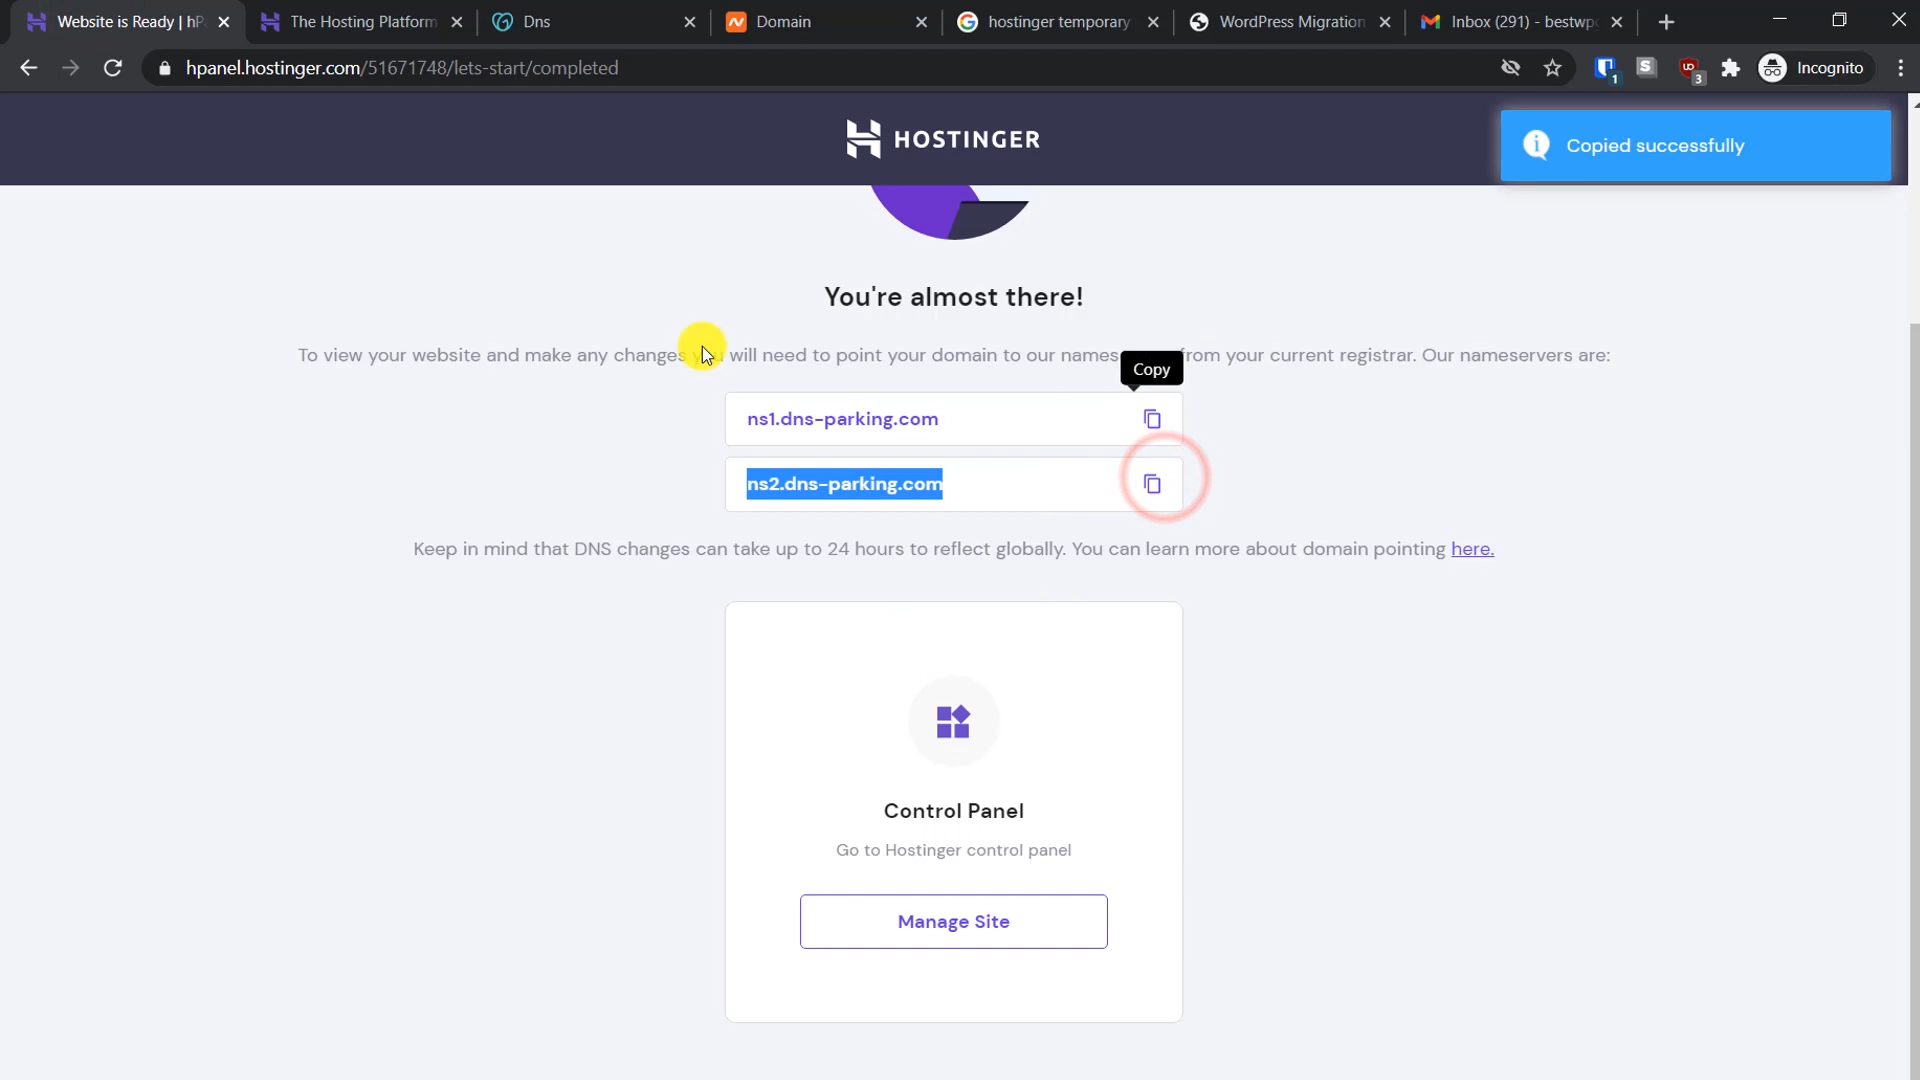 Website is Ready | hP
The Hosting Platform
Dns
Domain
hostinger temporary
WordPress Migration
Inbox (291) - bestwp
hpanel.hostinger.com/51671748/lets-start/completed
1
S
3
Incognito
HOSTINGER
Copied successfully
You're almost there!
To view your website and make any changes you will need to point your domain to our names from your current registrar. Our nameservers are:
Copy
ns1.dns-parking.com
ns2.dns-parking.com
Keep in mind that DNS changes can take up to 24 hours to reflect globally. You can learn more about domain pointing here.
Control Panel
Go to Hostinger control panel
Manage Site